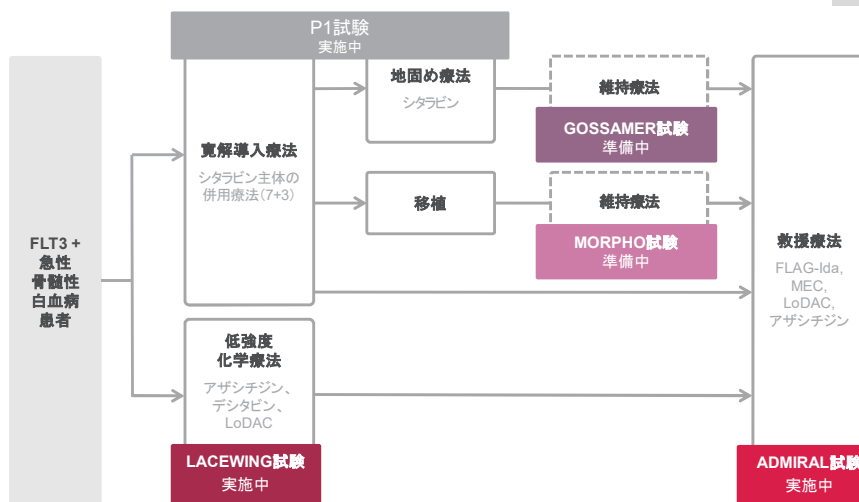 P1試験
実施中
FLT3 +
急性
骨髄性
白血病
患者
寛解導入療法
シタラビン主体の
併用療法(7+3)
地固め療法
シタラビン
維持療法
GOSSAMER試験
準備中
移植
維持療法
MORPHO試験
準備中
低強度
化学療法
アザシチジン、
デシタビン、
LoDAC
LACEWING試験
実施中
救援療法
FLAG-Ida,
MEC,
LoDAC,
アザシチジン
ADMIRAL試験
実施中